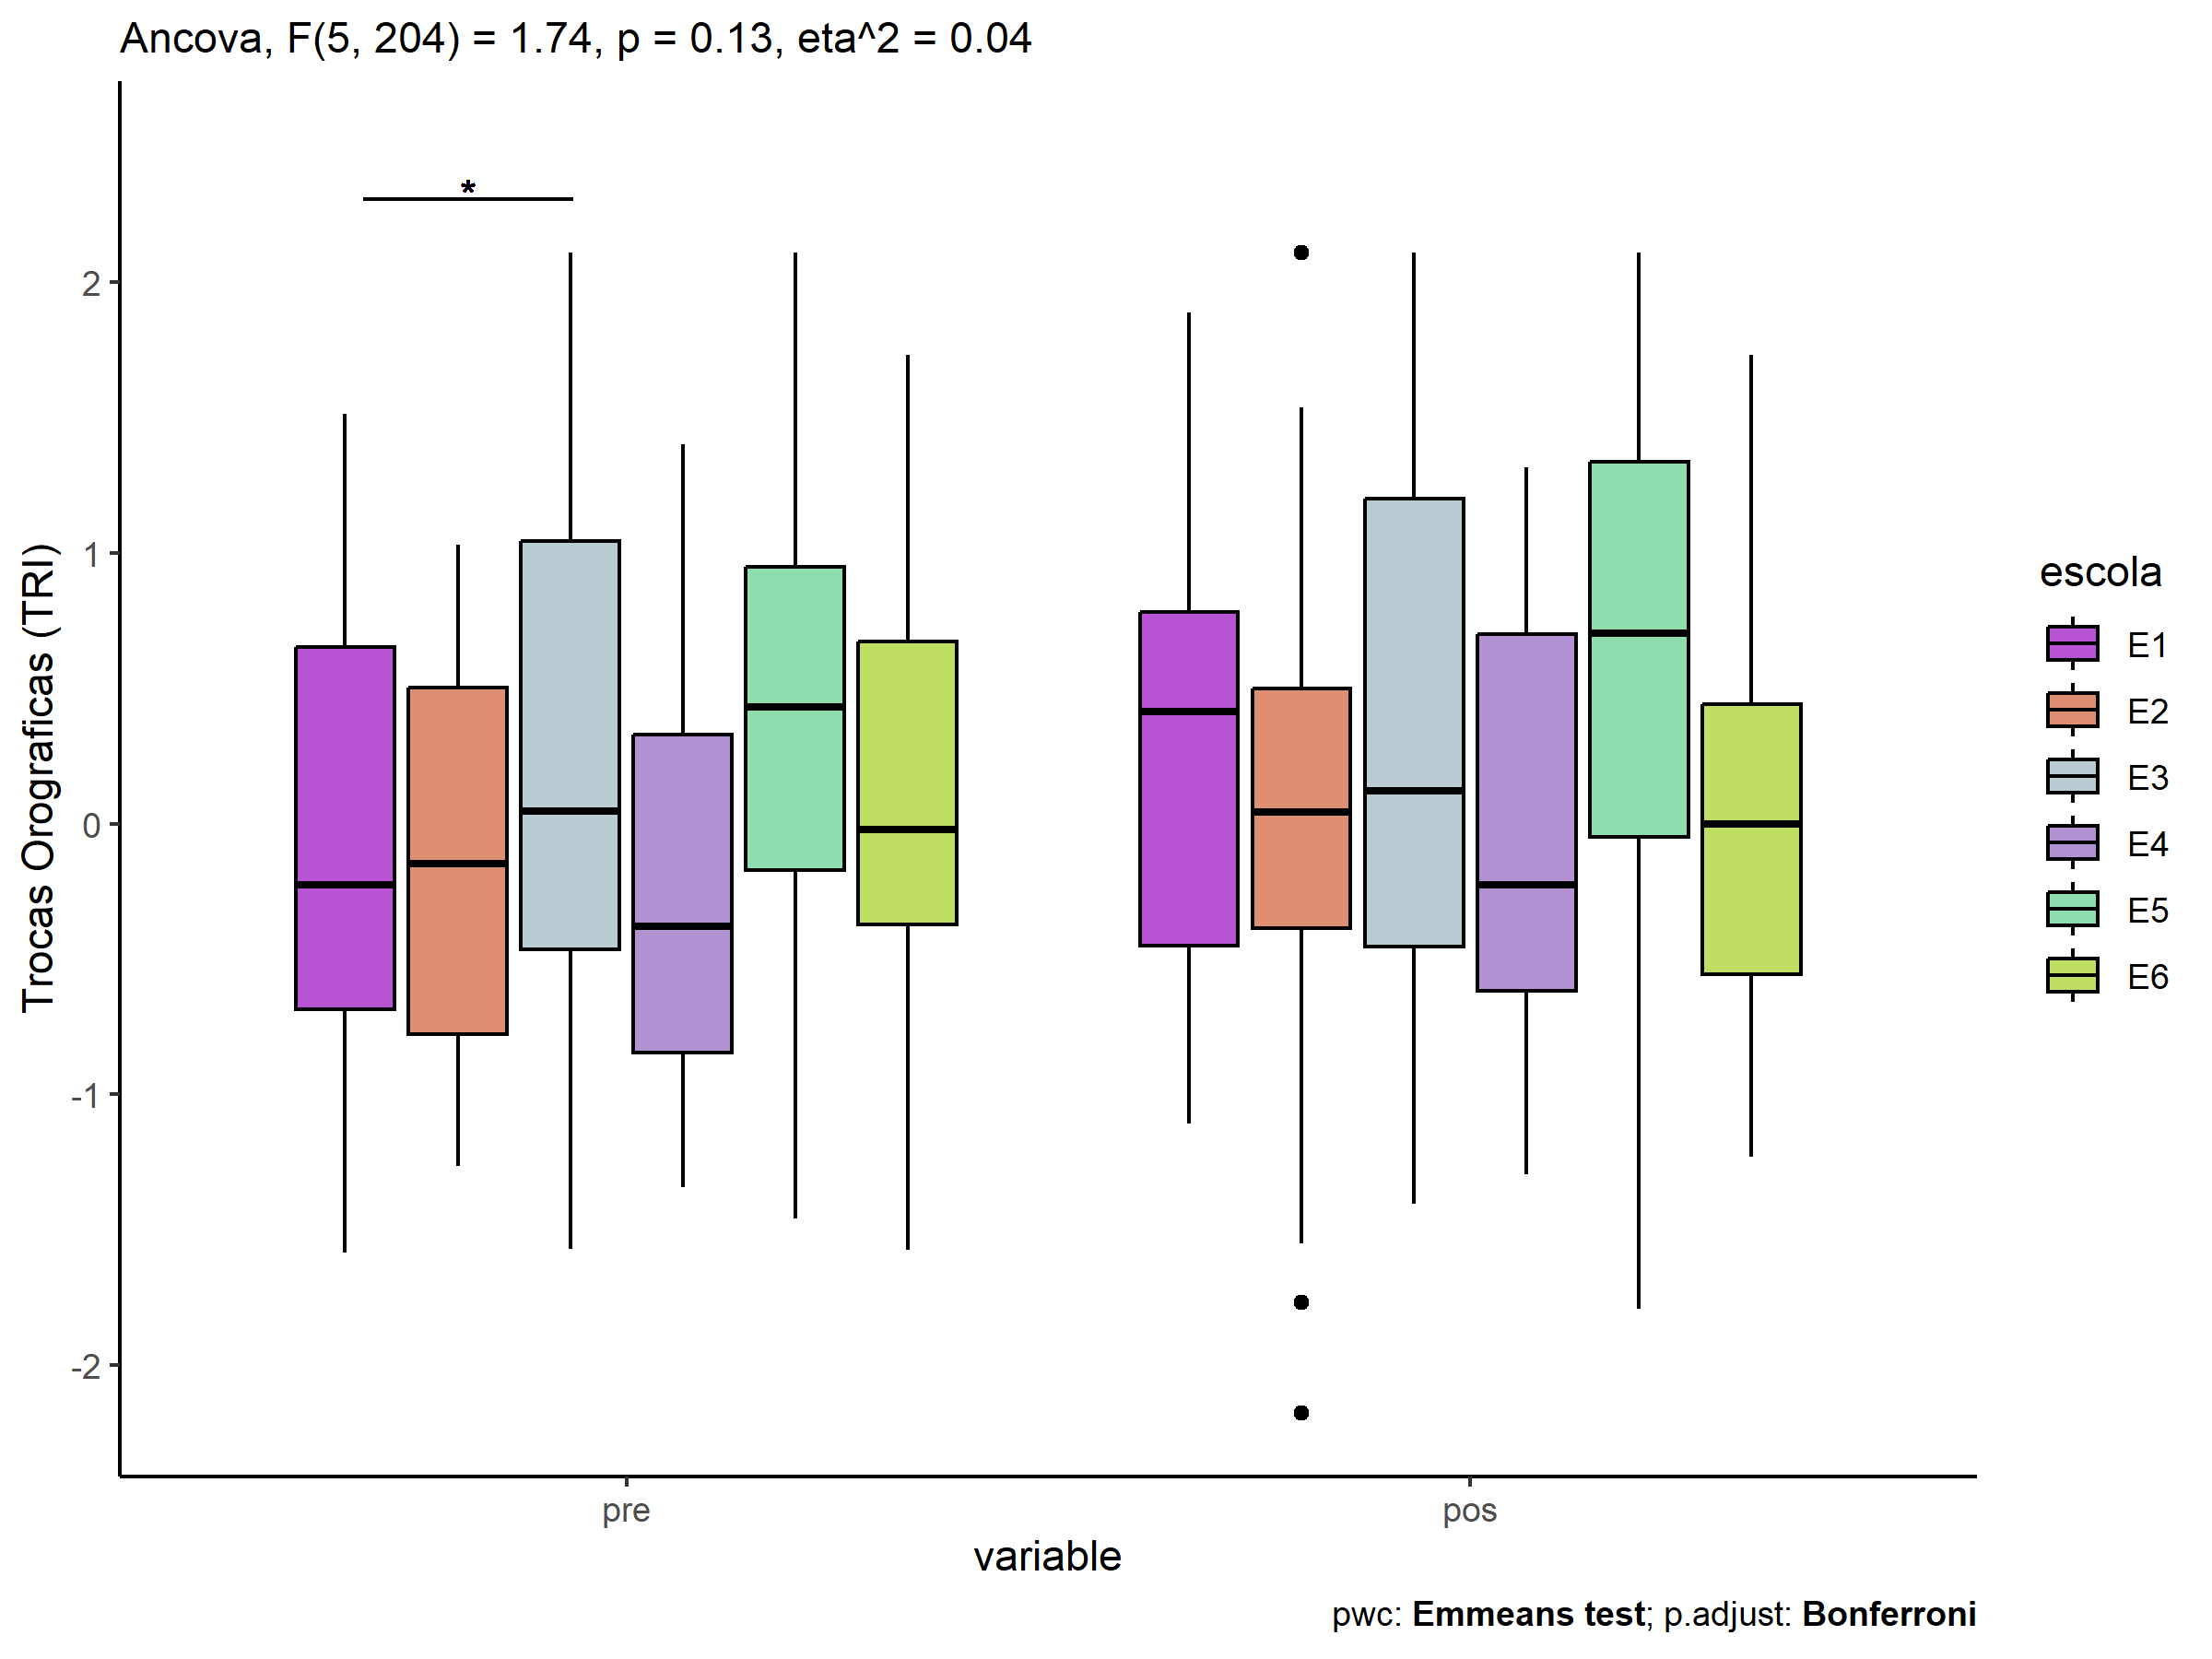 Ancova, F(5, 204) = 1.74, p = 0.13, eta^2 = 0.04
*
2
1
0
-1
-2
Trocas Orograficas (TRI)
pre
pos
variable
pwc: Emmeans test; p.adjust: Bonferroni
escola
E1
E2
E3
E4
E5
E6